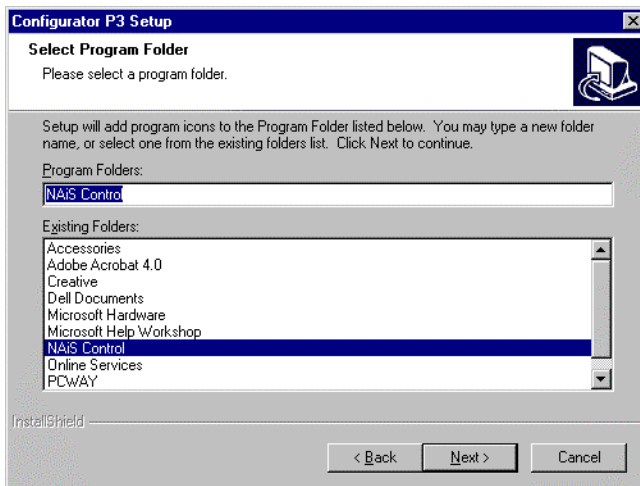 Configurator P3 Setup
Select Program Folder
Please select a program folder.
Setup will add program icons to the Program Folder listed below. You may type a new folder
name, or select one from the existing folders list. Click Next to continue.
Program Folders:
NAiS Control
Existing Folders:
Accessories
Adobe Acrobat 4.0
Creative
Dell Documents
Microsoft Hardware
Microsoft Help Workshop
NAiS Control
Online Services
PCWAY
InstallShield
< Back
Next >
Cancel